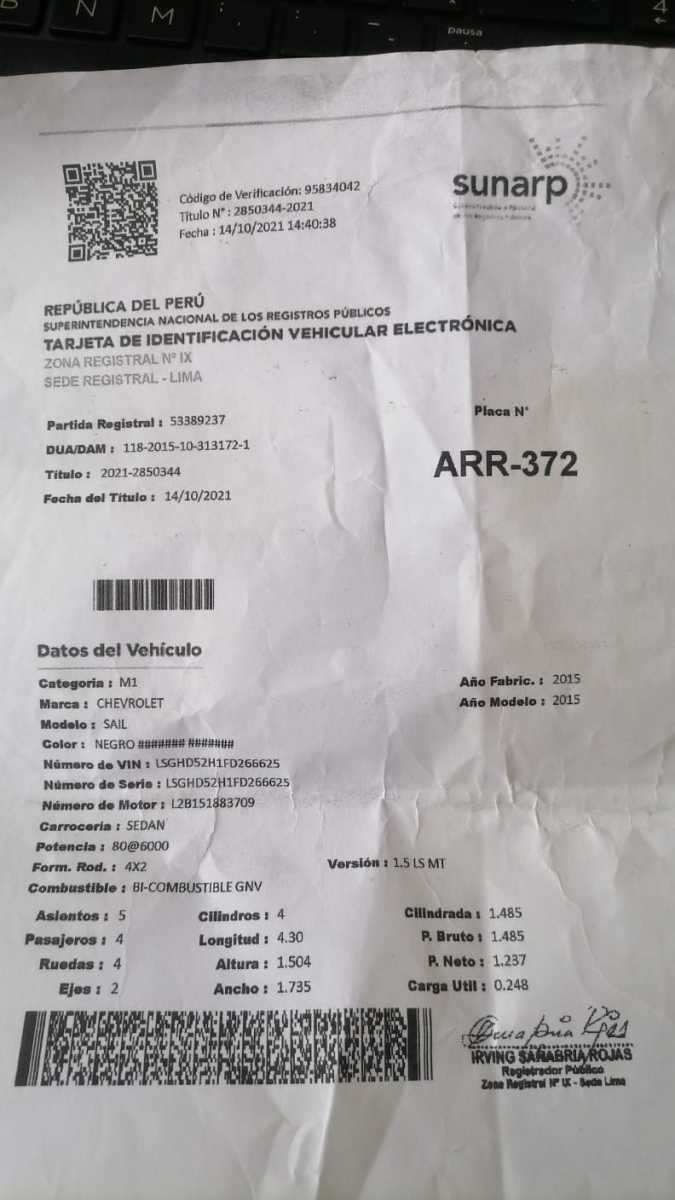 B N M : ; . : _ - pausa 4
←
sunarp
Código de Verificación: 95834042
Título N° : 2850344-2021
Fecha : 14/10/2021 14:40:38
REPÚBLICA DEL PERÚ
SUPERINTENDENCIA NACIONAL DE LOS REGISTROS PÚBLICOS
TARJETA DE IDENTIFICACIÓN VEHICULAR ELECTRÓNICA
ZONA REGISTRAL N° IX
SEDE REGISTRAL - LIMA
Partida Registral : 53389237
DUA/DAM : 118-2015-10-313172-1
Título : 2021-2850344
Fecha del Título : 14/10/2021
Placa N°
ARR-372
Datos del Vehículo
Categoria : M1
Marca : CHEVROLET
Modelo : SAIL
Color : NEGRO ####### #######
Número de VIN : LSGHD52H1FD266625
Número de Serie : LSGHD52H1FD266625
Número de Motor : L2B151883709
Carroceria : SEDAN
Potencia : 80@6000
Form. Rod. : 4X2
Combustible : BI-COMBUSTIBLE GNV
Año Fabric. : 2015
Año Modelo : 2015
Versión : 1.5 LS MT
Asientos : 5 Cilindros : 4 Cilindrada : 1.485
Pasajeros : 4 Longitud : 4.30 P. Bruto : 1.485
Ruedas : 4 Altura : 1.504 P. Neto : 1.237
Ejes : 2 Ancho : 1.735 Carga Util : 0.248
IRVING SAÑABRIA ROJAS
Registrador Público
Zona Registral N° IX - Sede Lima